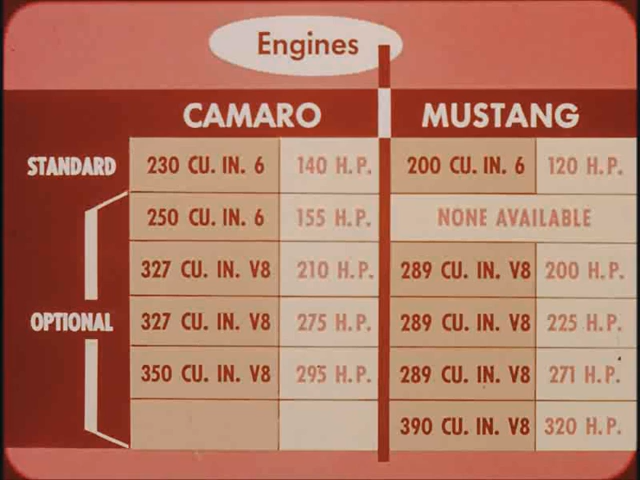 Engines
CAMARO MUSTANG
STANDARD 230 CU. IN. 6 140 H.P. 200 CU. IN. 6 120 H.P.
250 CU. IN. 6 155 H.P. NONE AVAILABLE
327 CU. IN. V8 210 H.P. 289 CU. IN. V8 200 H.P.
OPTIONAL 327 CU. IN. V8 275 H.P. 289 CU. IN. V8 225 H.P.
350 CU. IN. V8 295 H.P. 289 CU. IN. V8 271 H.P.
390 CU. IN. V8 320 H.P.